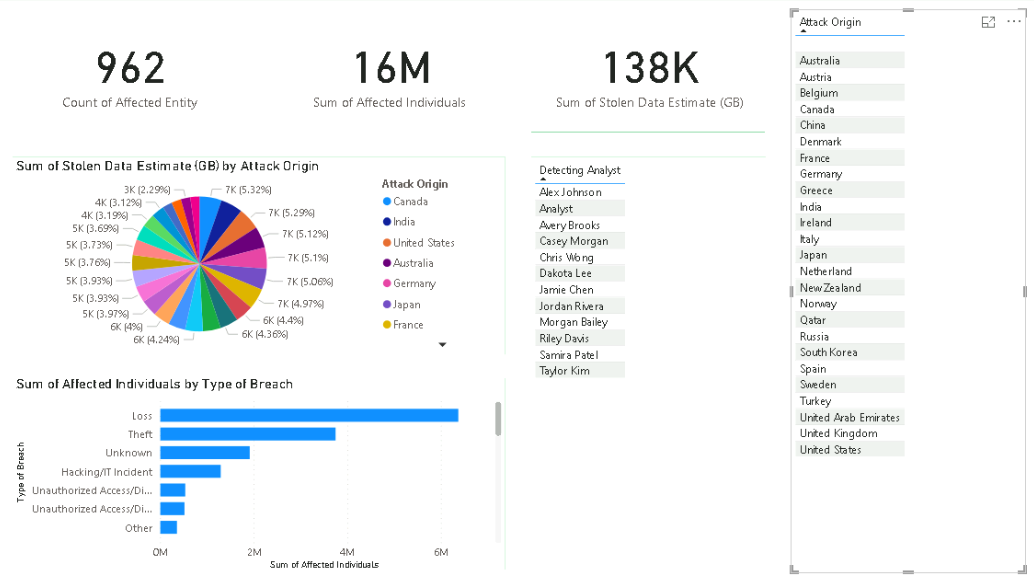 962
Count of Affected Entity
16M
Sum of Affected Individuals
138K
Sum of Stolen Data Estimate (GB)
Sum of Stolen Data Estimate (GB) by Attack Origin
3K (2.29%)
4K (3.12%)
4K (3.19%)
5K (3.69%)
5K (3.73%)
5K (3.76%)
5K (3.93%)
5K (3.93%)
5K (3.97%)
6K (4%)
6K (4.24%)
7K (5.32%)
7K (5.29%)
7K (5.12%)
7K (5.1%)
7K (5.06%)
7K (4.97%)
6K (4.4%)
6K (4.36%)
Attack Origin
Canada
India
United States
Australia
Germany
Japan
France
Sum of Affected Individuals by Type of Breach
Type of Breach
Loss
Theft
Unknown
Hacking/IT Incident
Unauthorized Access/Di...
Unauthorized Access/Di...
Other
0M 2M 4M 6M
Sum of Affected Individuals
Detecting Analyst
Alex Johnson
Analyst
Avery Brooks
Casey Morgan
Chris Wong
Dakota Lee
Jamie Chen
Jordan Rivera
Morgan Bailey
Riley Davis
Samira Patel
Taylor Kim
Attack Origin
Australia
Austria
Belgium
Canada
China
Denmark
France
Germany
Greece
India
Ireland
Italy
Japan
Netherland
New Zealand
Norway
Qatar
Russia
South Korea
Spain
Sweden
Turkey
United Arab Emirates
United Kingdom
United States